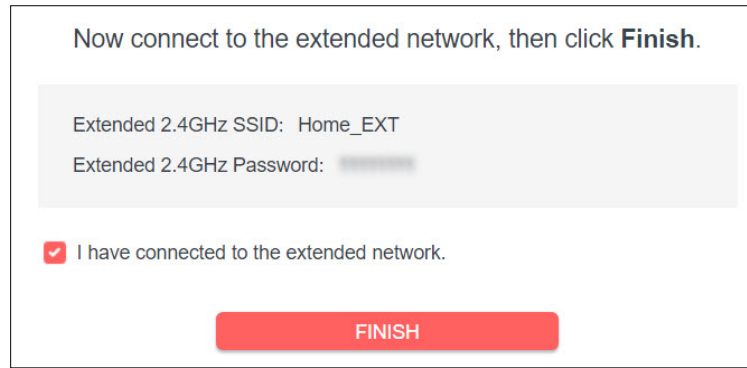 Now connect to the extended network, then click Finish.
Extended 2.4GHz SSID: Home_EXT
Extended 2.4GHz Password:
I have connected to the extended network.
FINISH